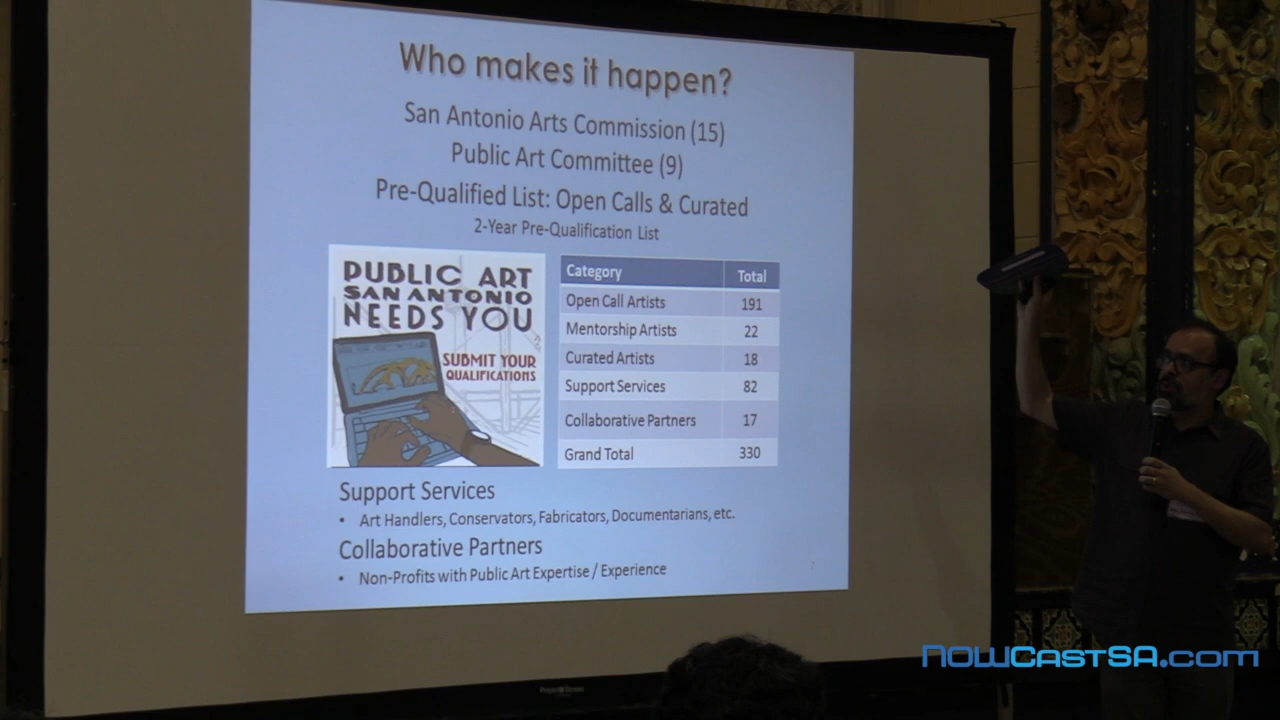 Who makes it happen?
San Antonio Arts Commission (15)
Public Art Committee (9)
Pre-Qualified List: Open Calls & Curated
2-Year Pre-Qualification List
PUBLIC ART
SAN ANTONIO
NEEDS YOU
SUBMIT YOUR
QUALIFICATIONS
Category Total
Open Call Artists 191
Mentorship Artists 22
Curated Artists 18
Support Services 82
Collaborative Partners 17
Grand Total 330
Support Services
• Art Handlers, Conservators, Fabricators, Documentarians, etc.
Collaborative Partners
• Non-Profits with Public Art Expertise / Experience
NOWCASTSA.com